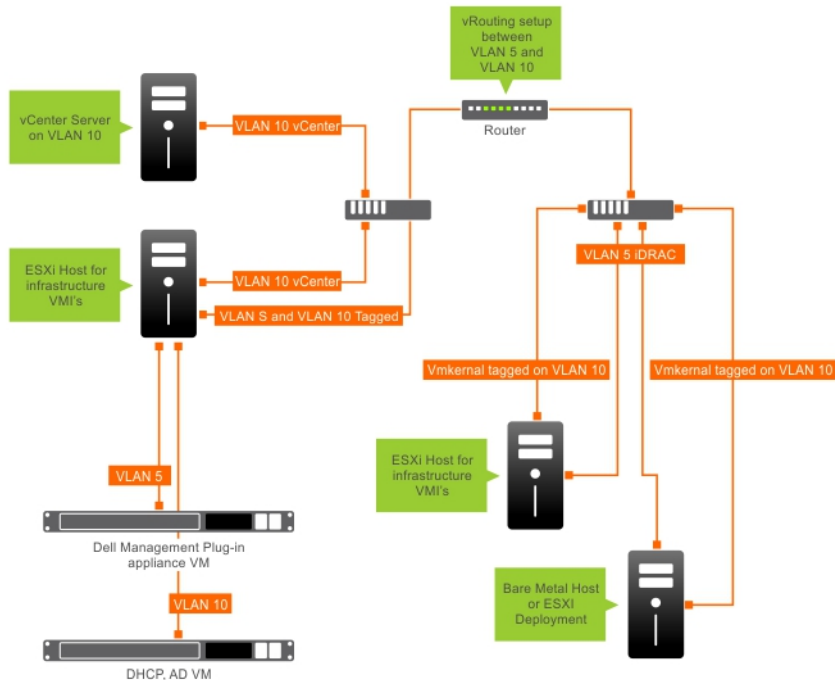 vRouting setup
between
VLAN 5 and
VLAN 10
Router
vCenter Server
on VLAN 10
VLAN 10 vCenter
ESXi Host for
infrastructure
VMI's
VLAN 10 vCenter
VLAN S and VLAN 10 Tagged
VLAN 5 iDRAC
Vmkernal tagged on VLAN 10
Vmkernal tagged on VLAN 10
ESXi Host for
infrastructure
VMI's
VLAN 5
Dell Management Plug-in
appliance VM
Bare Metal Host
or ESXI
Deployment
VLAN 10
DHCP, AD VM